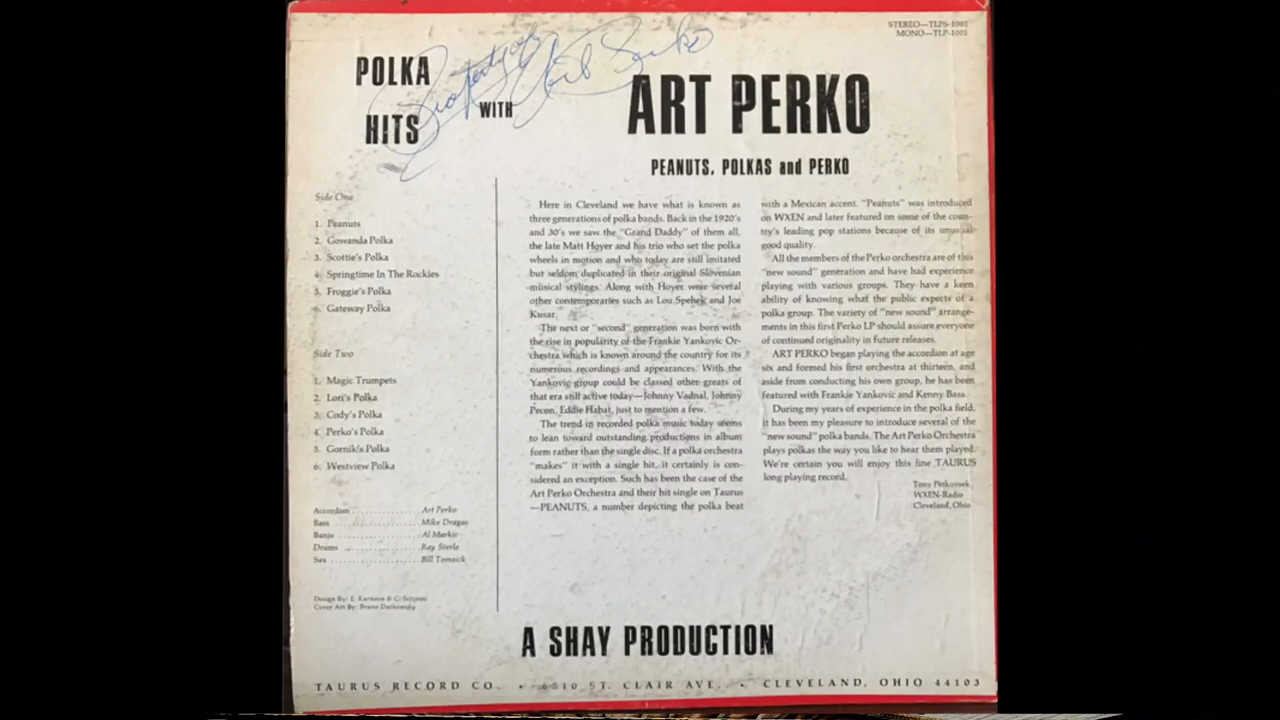 STEREO—TLPS-1001
MONO—TLP-1001
Property of Art Perko
POLKA
HITS
WITH
ART PERKO
PEANUTS, POLKAS and PERKO
Side One
1. Peanuts
2. Gowanda Polka
3. Scottie's Polka
4. Springtime In The Rockies
5. Froggie's Polka
6. Gateway Polka
Side Two
1. Magic Trumpets
2. Lori's Polka
3. Cody's Polka
4. Perko's Polka
5. Gornik's Polka
6. Westview Polka
Accordion . . . . . . . . . . . . . . Art Perko
Bass . . . . . . . . . . . . . . . . . Mike Dragas
Banjo . . . . . . . . . . . . . . . . Al Markic
Drums . . . . . . . . . . . . . . . . Ray Sterle
Sax . . . . . . . . . . . . . . . . . . Bill Tomsick
Design By: E. Karnava & C.
Cover Art By: Bruno Dutkowsky
Here in Cleveland we have what is known as
three generations of polka bands. Back in the 1920's
and 30's we saw the "Grand Daddy" of them all,
the late Matt Hoyer and his trio who set the polka
wheels in motion and who today are still imitated
but seldom duplicated in their original Slovenian
musical stylings. Along with Hoyer were several
other contemporaries such as Lou Spehek and Joe
Kusar.
The next or "second" generation was born with
the rise in popularity of the Frankie Yankovic Or-
chestra which is known around the country for its
numerous recordings and appearances. With the
Yankovic group could be classed other greats of
that era still active today—Johnny Vadnal, Johnny
Pecon, Eddie Habat, just to mention a few.
The trend in recorded polka music today seems
to lean toward outstanding productions in album
form rather than the single disc. If a polka orchestra
"makes" it with a single hit, it certainly is con-
sidered an exception. Such has been the case of the
Art Perko Orchestra and their hit single on Taurus
—PEANUTS, a number depicting the polka beat
with a Mexican accent. "Peanuts" was introduced
on WXEN and later featured on some of the coun-
try's leading pop stations because of its unusual
good quality.
All the members of the Perko orchestra are of this
"new sound" generation and have had experience
playing with various groups. They have a keen
ability of knowing what the public expects of a
polka group. The variety of "new sound" arrange-
ments in this first Perko LP should assure everyone
of continued originality in future releases.
ART PERKO began playing the accordion at age
six and formed his first orchestra at thirteen, and
aside from conducting his own group, he has been
featured with Frankie Yankovic and Kenny Bass.
During my years of experience in the polka field,
it has been my pleasure to introduce several of the
"new sound" polka bands. The Art Perko Orchestra
plays polkas the way you like to hear them played.
We're certain you will enjoy this fine TAURUS
long playing record.
Tony Petkovsek
WXEN-Radio
Cleveland, Ohio
A SHAY PRODUCTION
TAURUS RECORD CO. • ST. CLAIR AVE. • CLEVELAND, OHIO 44103